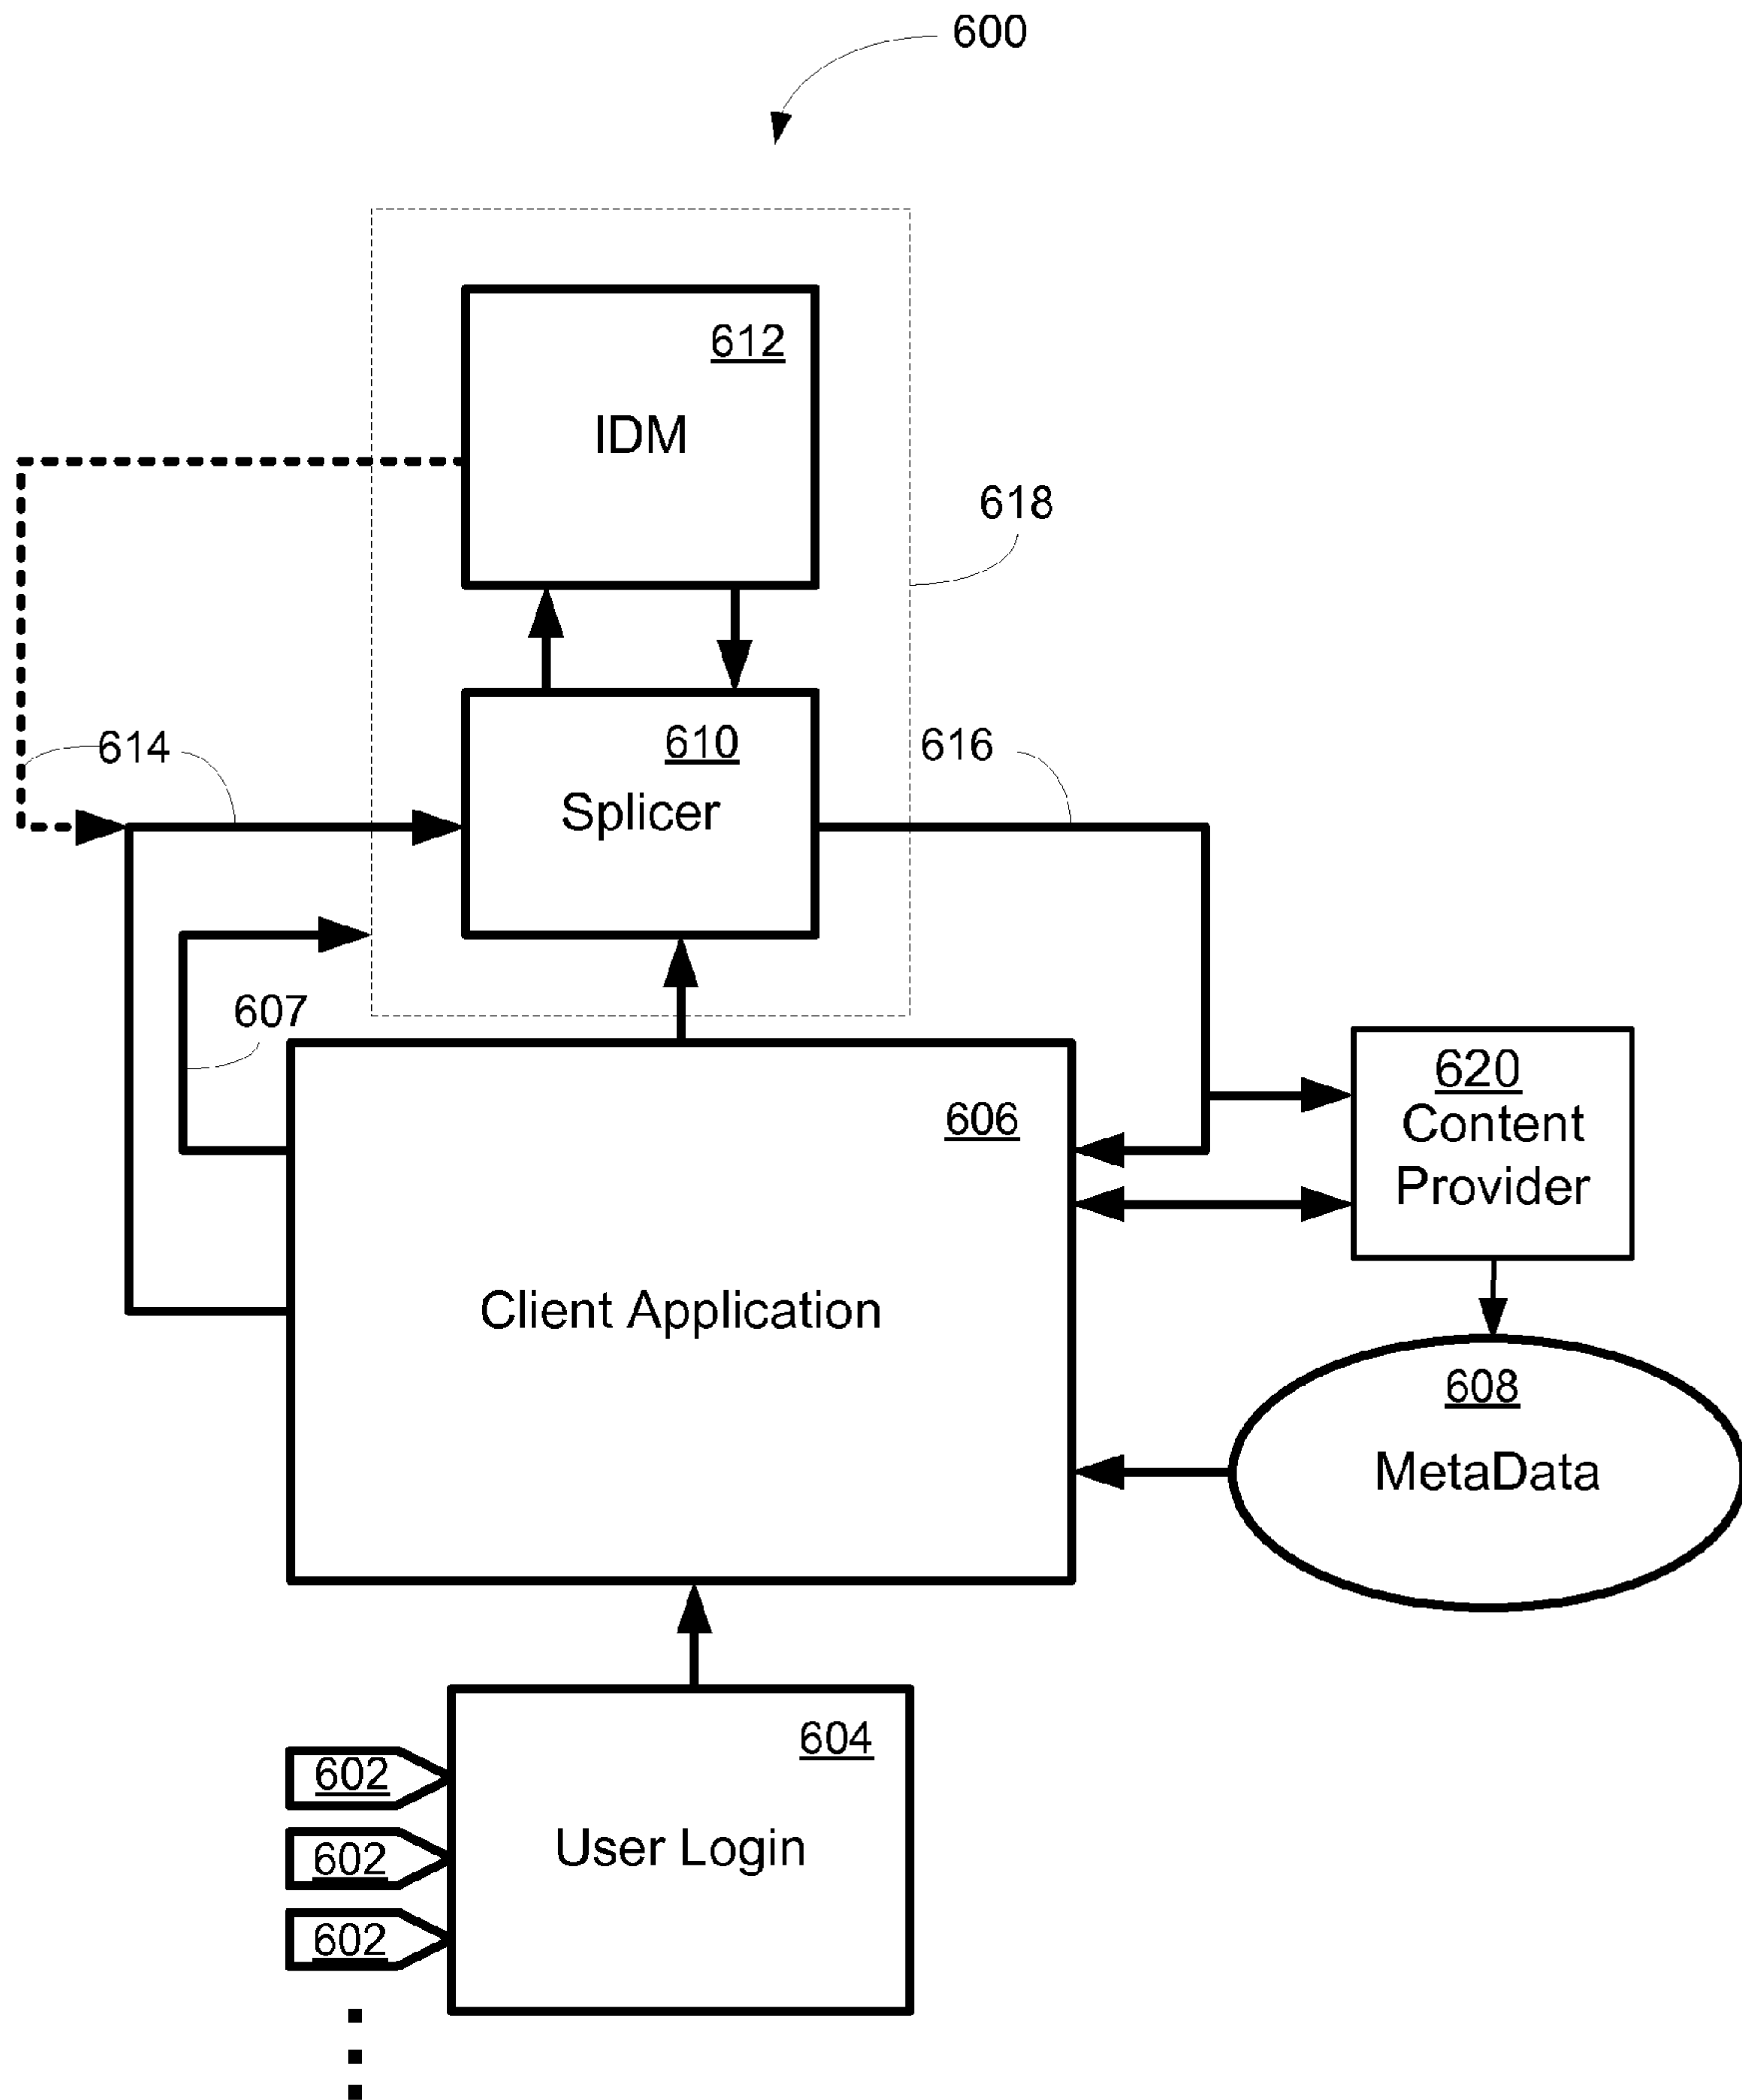 600
612
IDM
618
614
610
Splicer
616
607
606
Client Application
620
Content
Provider
608
MetaData
604
User Login
602
602
602